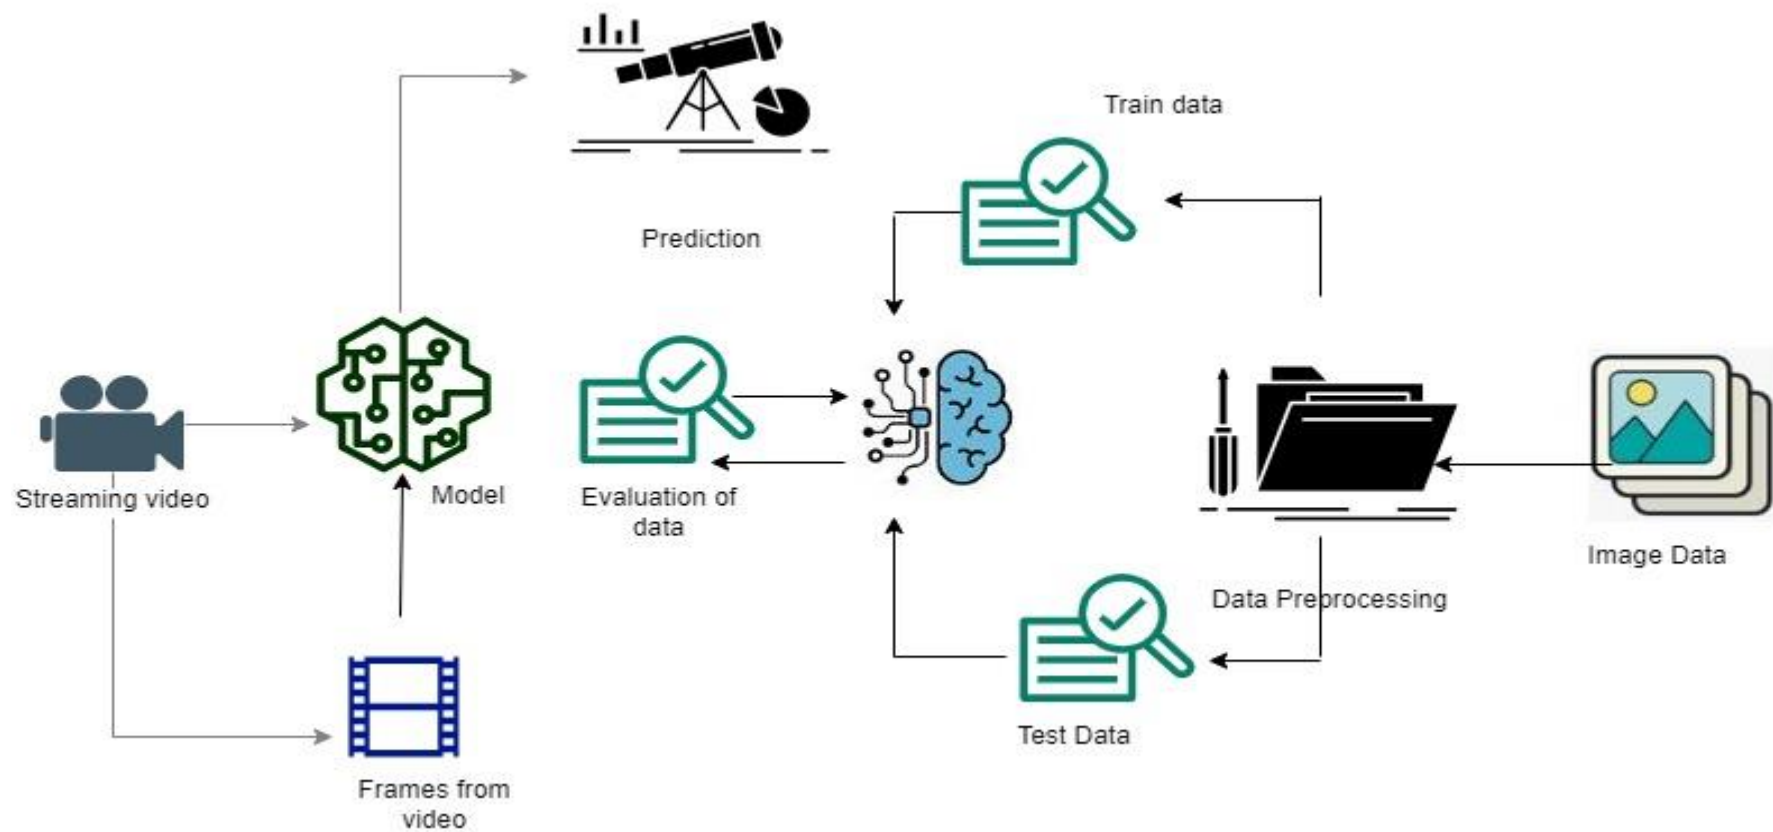 Train data
Prediction
Streaming video
Model
Evaluation of
data
Image Data
Data Preprocessing
Test Data
Frames from
video